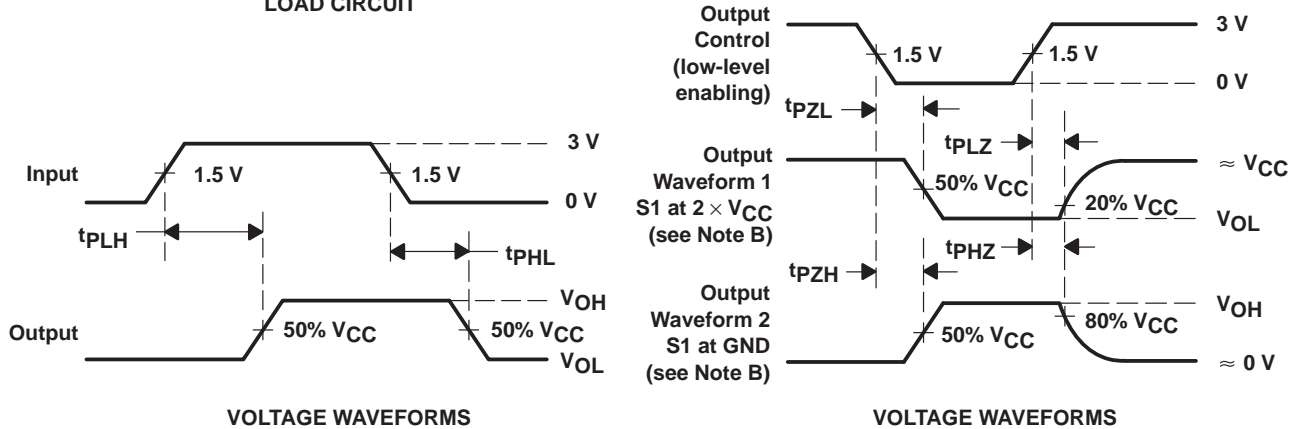 LOAD CIRCUIT
Input
1.5 V
1.5 V
3 V
0 V
tPLH
tPHL
Output
50% VCC
50% VCC
VOH
VOL
VOLTAGE WAVEFORMS
Output
Control
(low-level
enabling)
1.5 V
1.5 V
3 V
0 V
tPZL
tPLZ
Output
Waveform 1
S1 at 2 × VCC
(see Note B)
50% VCC
20% VCC
≈ VCC
VOL
tPZH
tPHZ
Output
Waveform 2
S1 at GND
(see Note B)
50% VCC
80% VCC
VOH
≈ 0 V
VOLTAGE WAVEFORMS